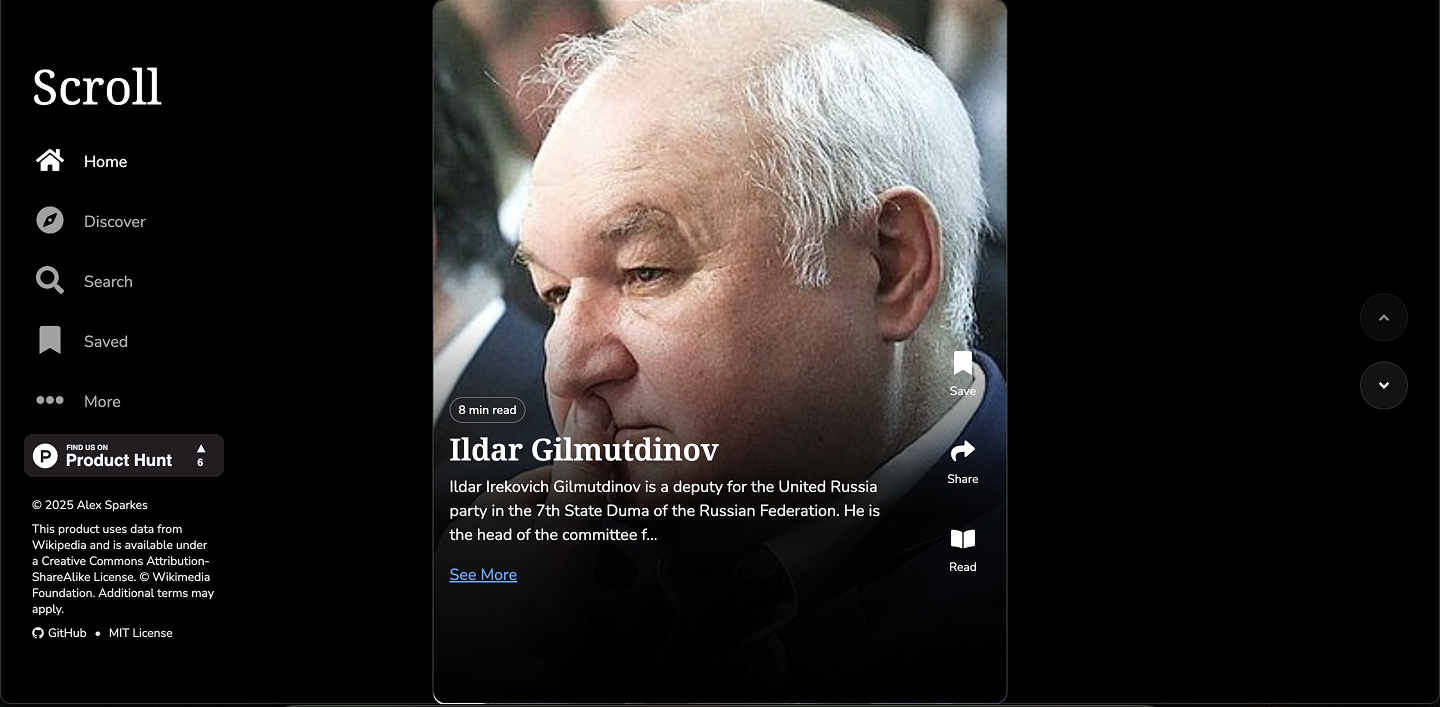 Scroll
Home
Discover
Search
Saved
More
FIND US ON
Product Hunt
6
© 2025 Alex Sparkes
This product uses data from
Wikipedia and is available under
a Creative Commons Attribution-
ShareAlike License. © Wikimedia
Foundation. Additional terms may
apply.
GitHub • MIT License
8 min read
Ildar Gilmutdinov
Ildar Irekovich Gilmutdinov is a deputy for the United Russia
party in the 7th State Duma of the Russian Federation. He is
the head of the committee f...
See More
Save
Share
Read